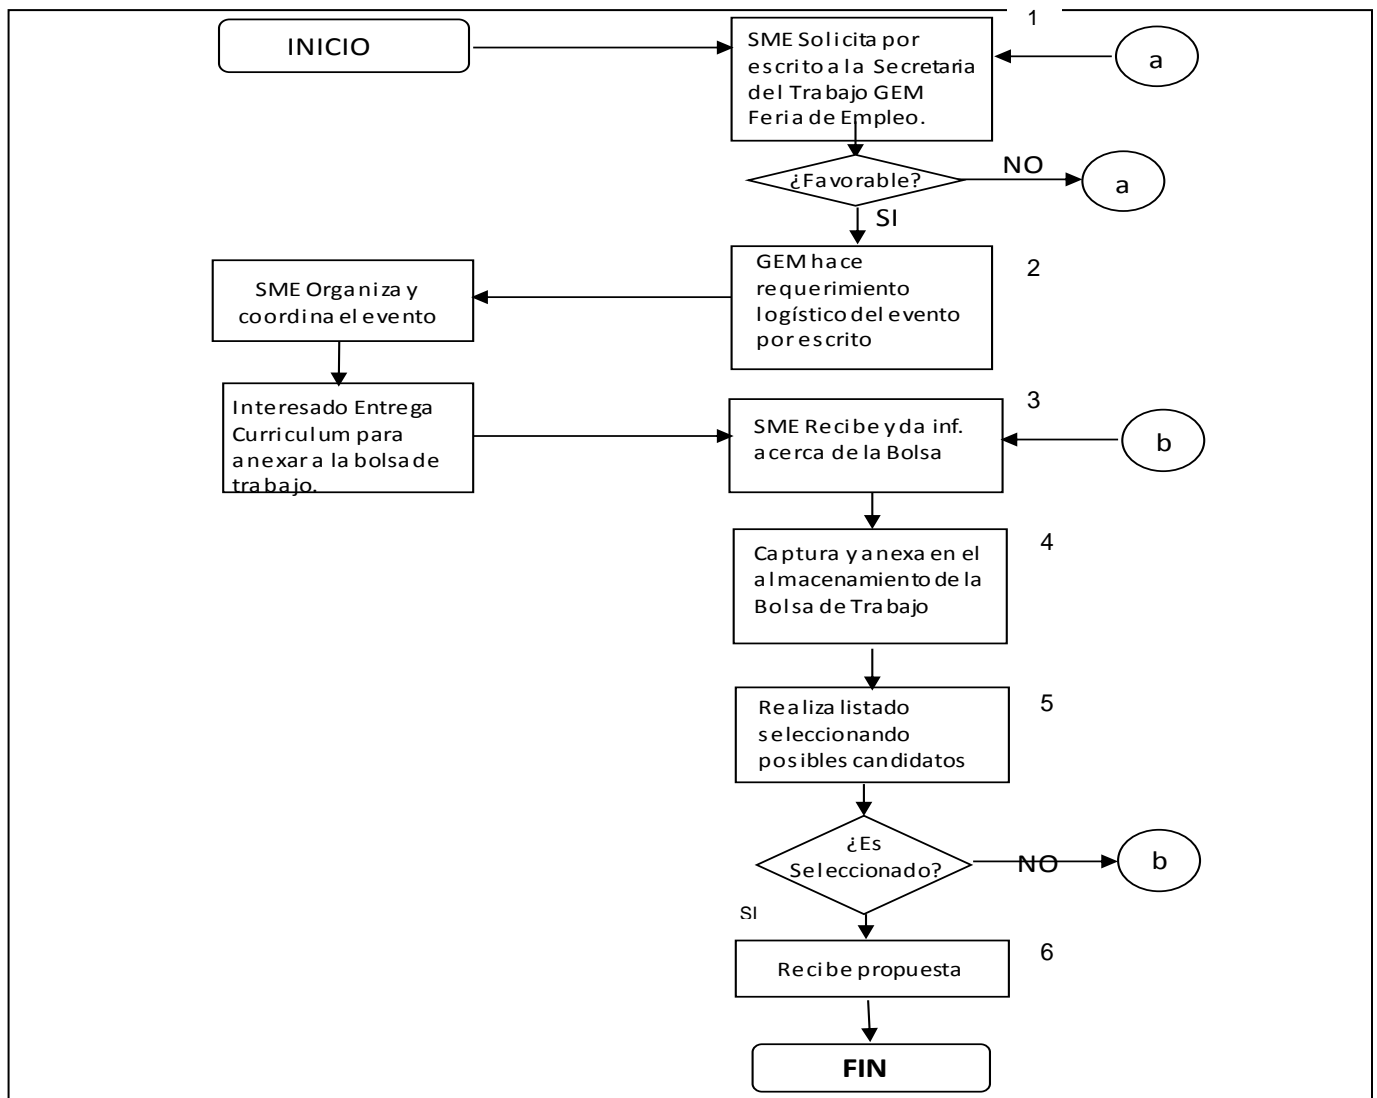 1
INICIO
SME Solicita por
escrito a la Secretaria
del Trabajo GEM
Feria de Empleo.
a
¿Favorable?
NO
a
SI
GEM hace
requerimiento
logístico del evento
por escrito
2
SME Organiza y
coordina el evento
Interesado Entrega
Curriculum para
anexar a la bolsa de
trabajo.
SME Recibe y da inf.
acerca de la Bolsa
3
b
Captura y anexa en el
almacenamiento de la
Bolsa de Trabajo
4
Realiza listado
seleccionando
posibles candidatos
5
¿Es
Seleccionado?
NO
b
SI
Recibe propuesta
6
FIN